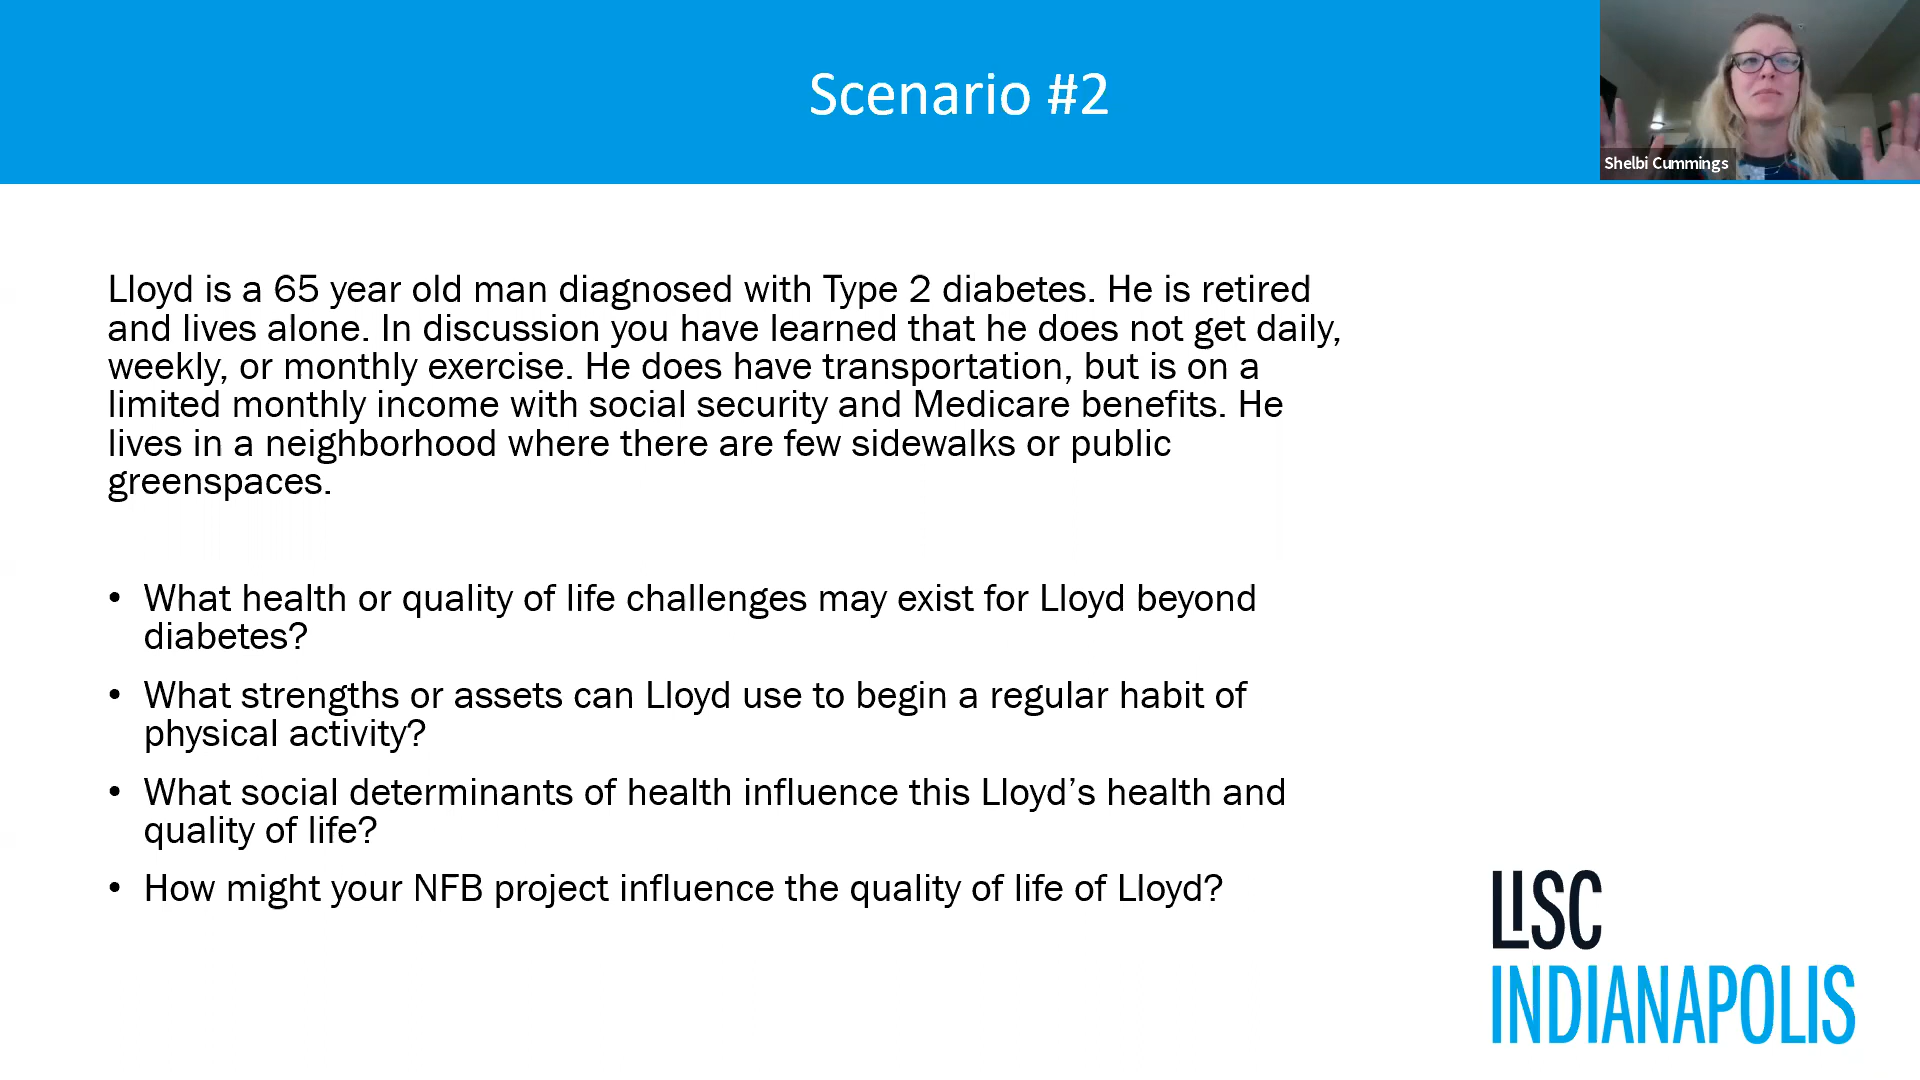 Scenario #2
Shelbi Cummings
Lloyd is a 65 year old man diagnosed with Type 2 diabetes. He is retired
and lives alone. In discussion you have learned that he does not get daily,
weekly, or monthly exercise. He does have transportation, but is on a
limited monthly income with social security and Medicare benefits. He
lives in a neighborhood where there are few sidewalks or public
greenspaces.
• What health or quality of life challenges may exist for Lloyd beyond
diabetes?
• What strengths or assets can Lloyd use to begin a regular habit of
physical activity?
• What social determinants of health influence this Lloyd’s health and
quality of life?
• How might your NFB project influence the quality of life of Lloyd?
LISC
INDIANAPOLIS